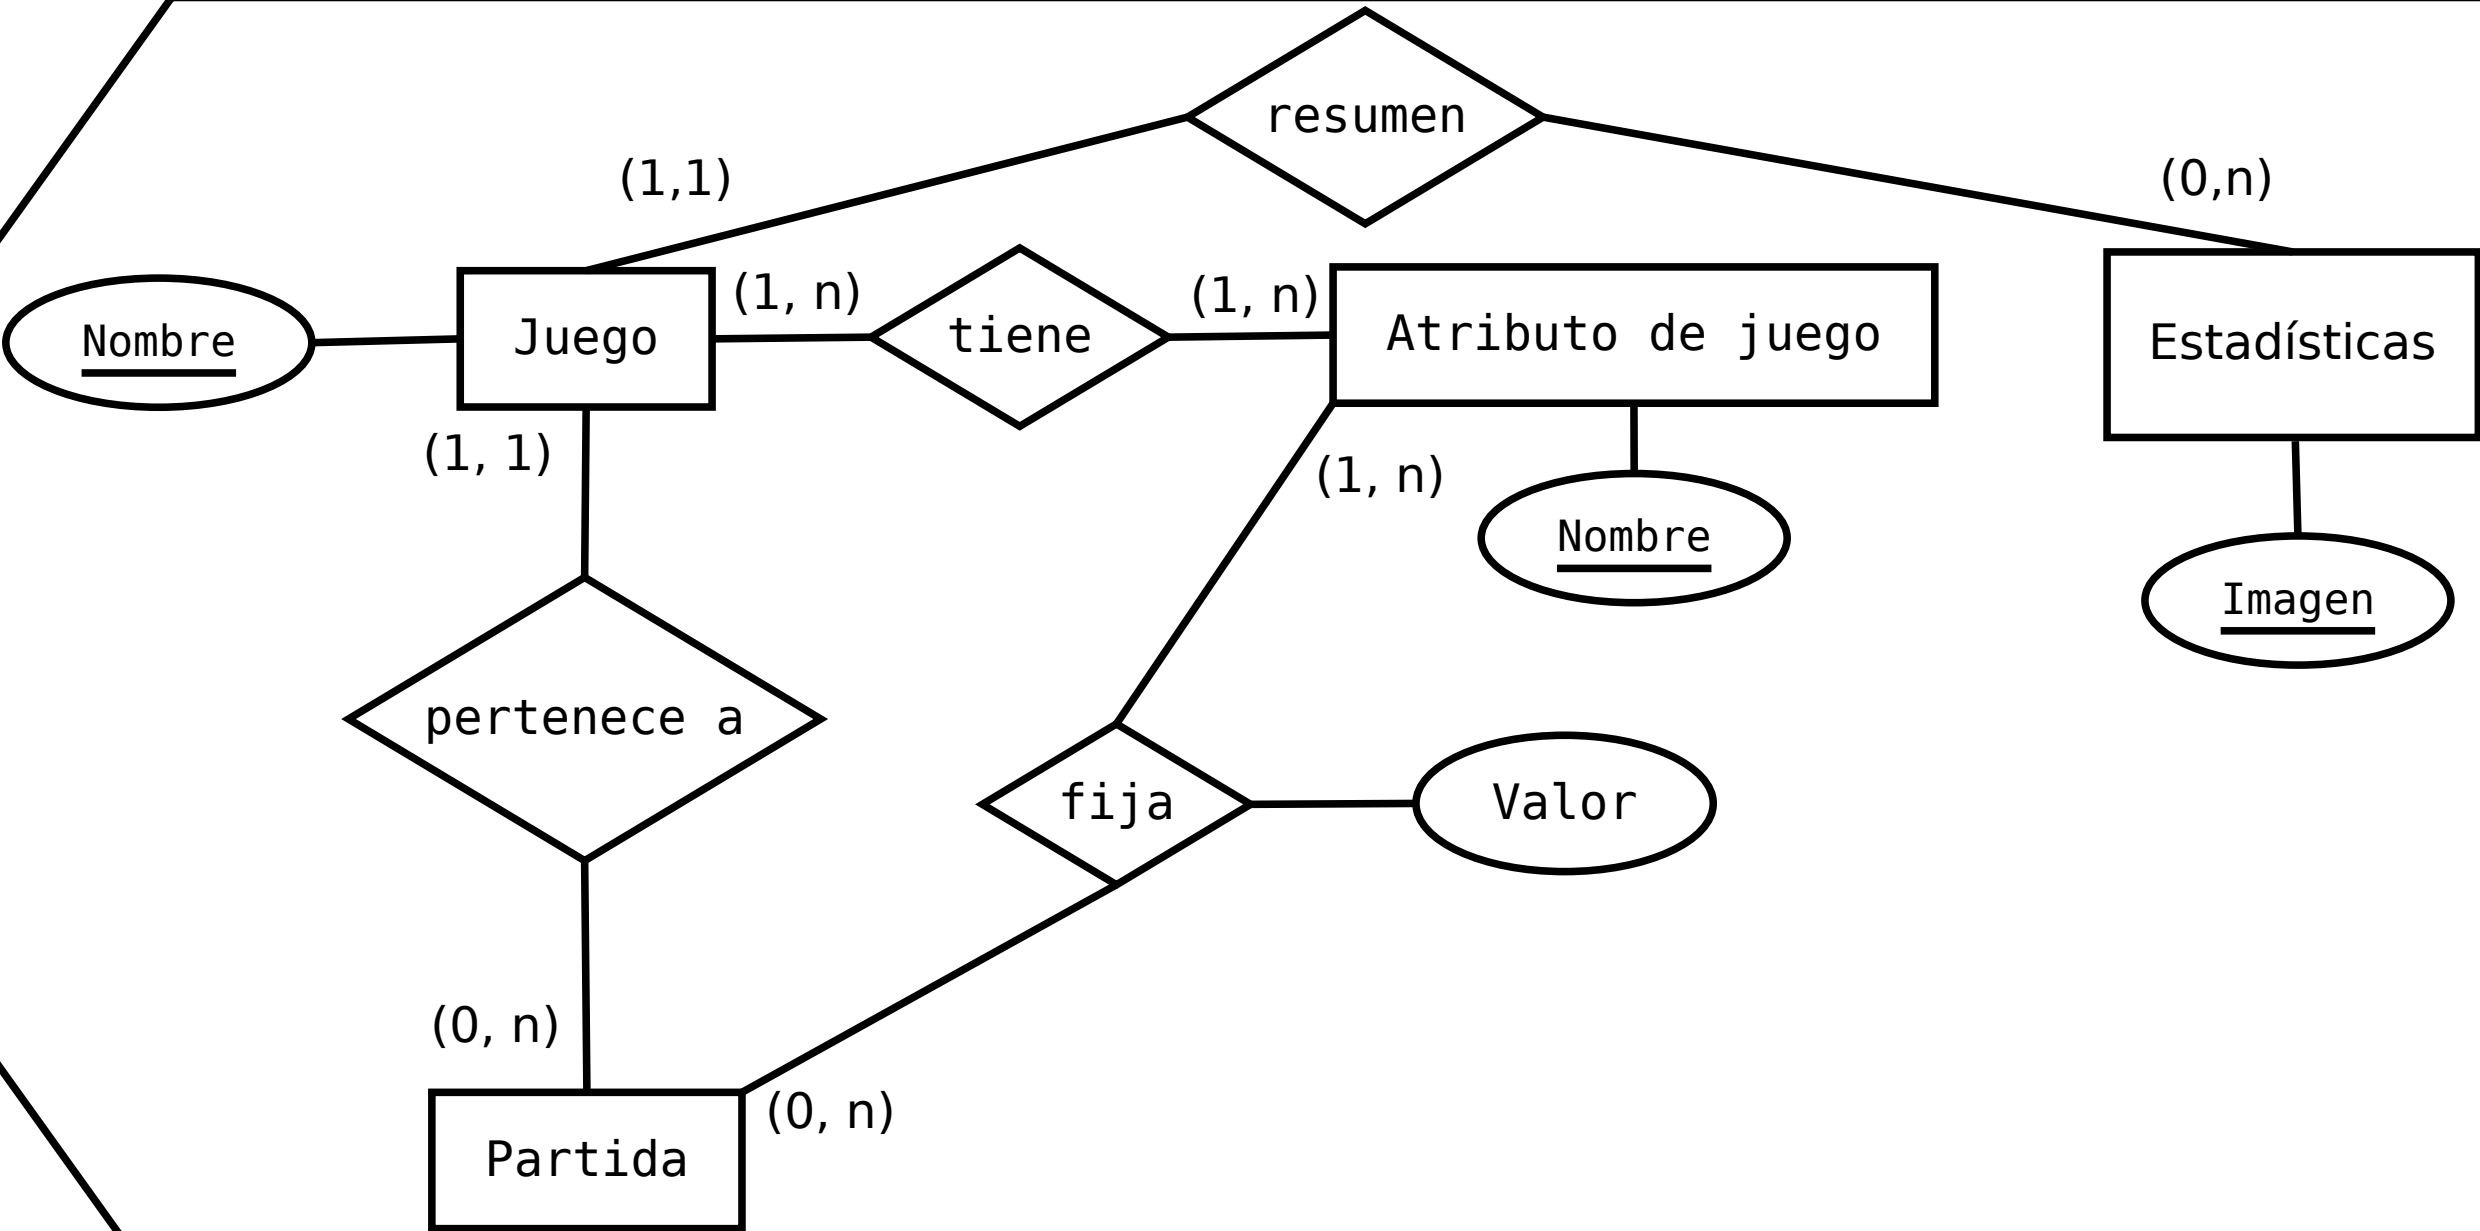 resumen
(1,1)
(0,n)
Nombre
Juego
(1, n)
tiene
(1, n)
Atributo de juego
Estadísticas
(1, 1)
(1, n)
Nombre
Imagen
pertenece a
fija
Valor
(0, n)
(0, n)
Partida